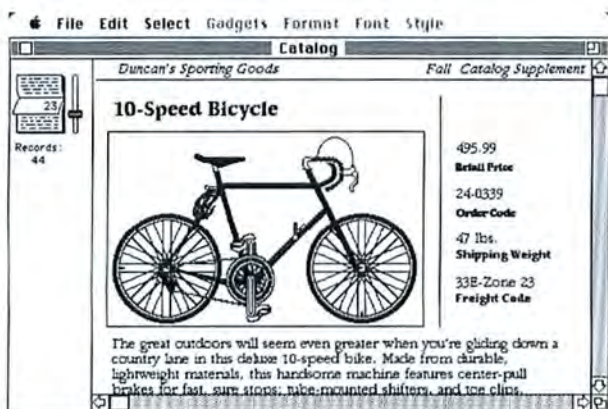 File Edit Select Gadgets Format Font Style
Catalog
23
Records:
44
Duncan's Sporting Goods Fall Catalog Supplement
10-Speed Bicycle
495.99
Retail Price
24-0339
Order Code
47 lbs.
Shipping Weight
33E-Zone 23
Freight Code
The great outdoors will seem even greater when you're gliding down a
country lane in this deluxe 10-speed bike. Made from durable,
lightweight materials, this handsome machine features center-pull
brakes for fast, sure stops; tube-mounted shifters, and toe clips.